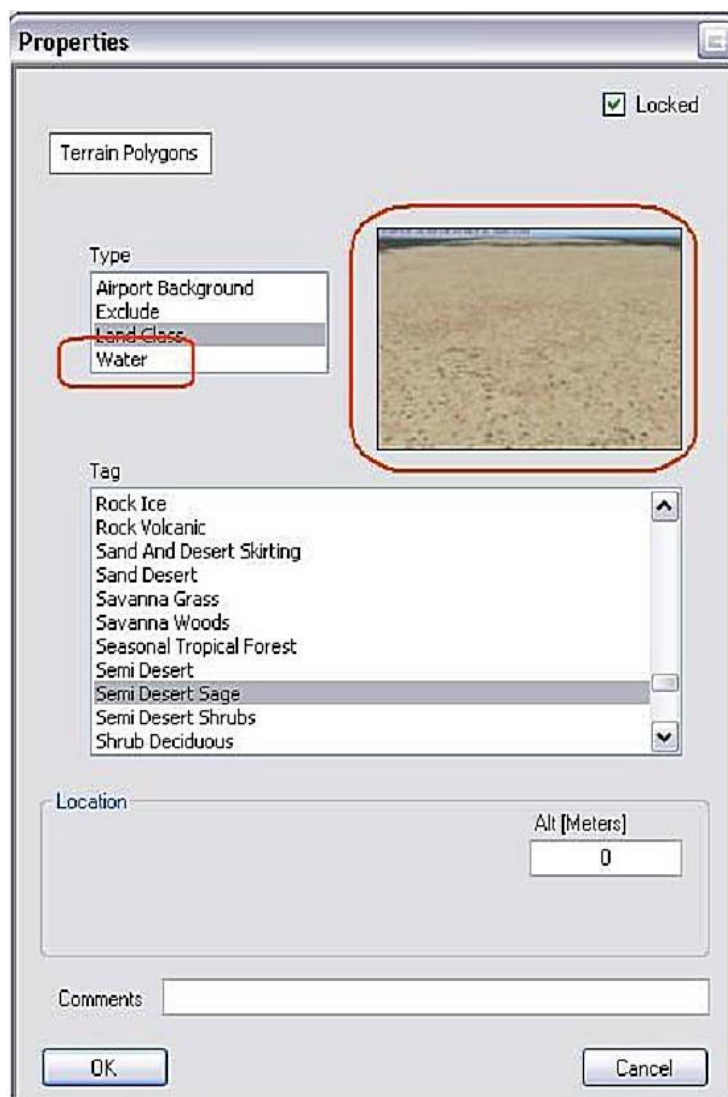 Properties
Locked
Terrain Polygons
Type
Airport Background
Exclude
Land Class
Water
Tag
Rock Ice
Rock Volcanic
Sand And Desert Skirting
Sand Desert
Savanna Grass
Savanna Woods
Seasonal Tropical Forest
Semi Desert
Semi Desert Sage
Semi Desert Shrubs
Shrub Deciduous
Location
Alt [Meters]
0
Comments
OK
Cancel